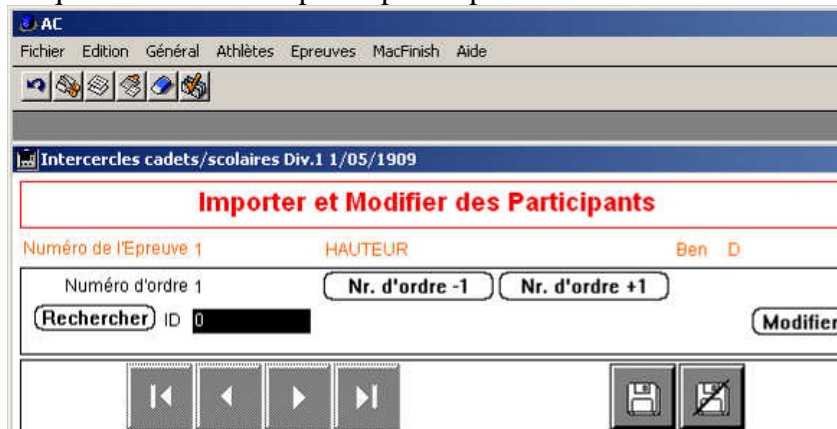 AC
Fichier Edition Général Athlètes Epreuves MacFinish Aide
Intercercles cadets/scolaires Div.1 1/05/1909
Importer et Modifier des Participants
Numéro de l'Epreuve 1 HAUTEUR Ben D
Numéro d'ordre 1 Nr. d'ordre -1 Nr. d'ordre +1
Rechercher ID 0
Modifier